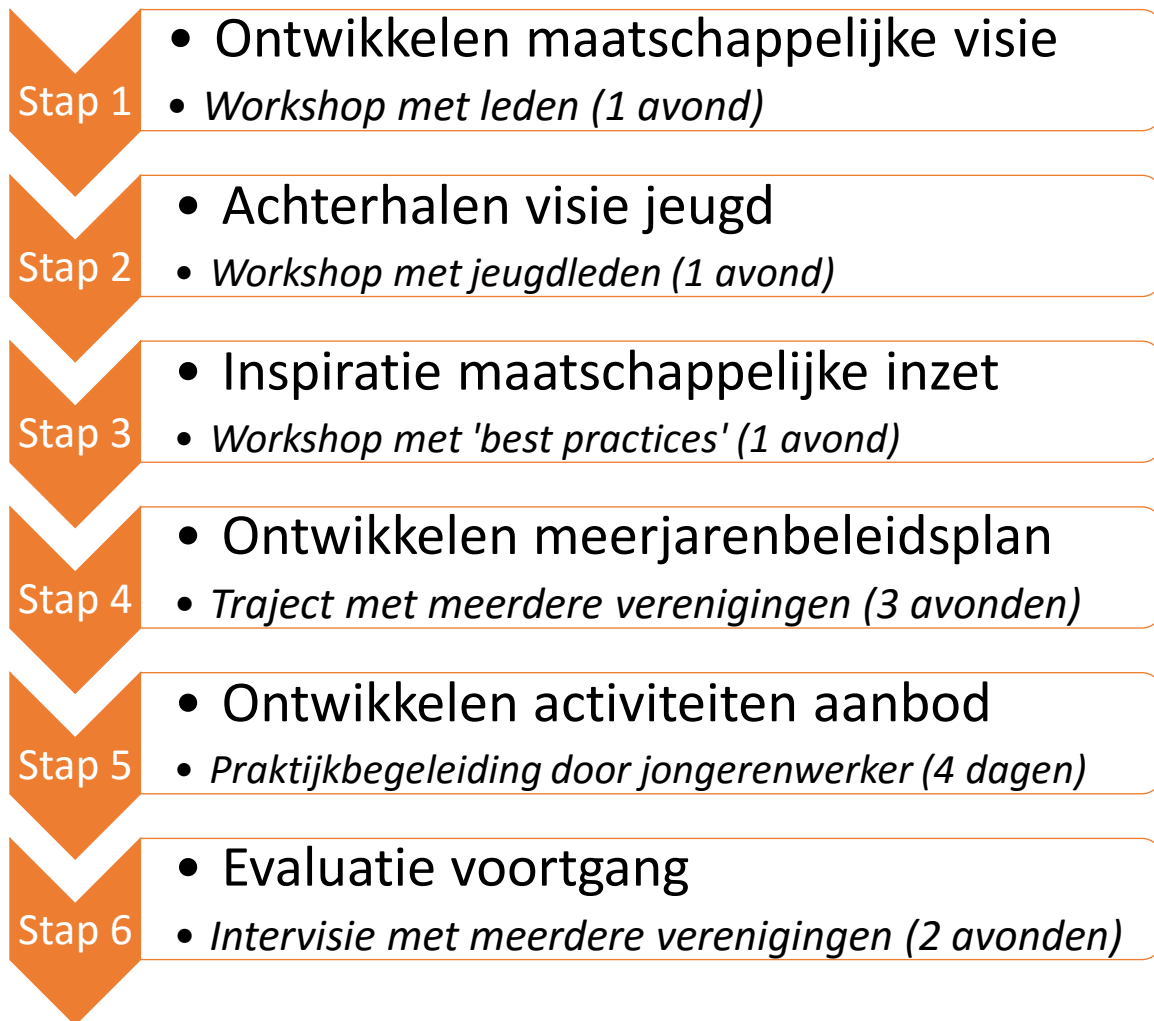 Stap 1
• Ontwikkelen maatschappelijke visie
• Workshop met leden (1 avond)
Stap 2
• Achterhalen visie jeugd
• Workshop met jeugdleden (1 avond)
Stap 3
• Inspiratie maatschappelijke inzet
• Workshop met 'best practices' (1 avond)
Stap 4
• Ontwikkelen meerjarenbeleidsplan
• Traject met meerdere verenigingen (3 avonden)
Stap 5
• Ontwikkelen activiteiten aanbod
• Praktijkbegeleiding door jongerenwerker (4 dagen)
Stap 6
• Evaluatie voortgang
• Intervisie met meerdere verenigingen (2 avonden)